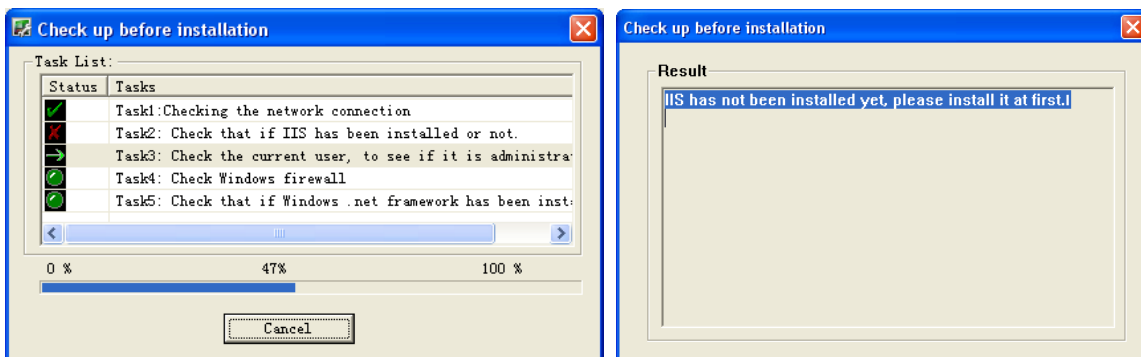 Check up before installation
Task List:
Status Tasks
Task1:Checking the network connection
Task2: Check that if IIS has been installed or not.
Task3: Check the current user, to see if it is administra
Task4: Check Windows firewall
Task5: Check that if Windows .net framework has been inst
0 % 47% 100 %
Cancel
Check up before installation
Result
IIS has not been installed yet, please install it at first.I